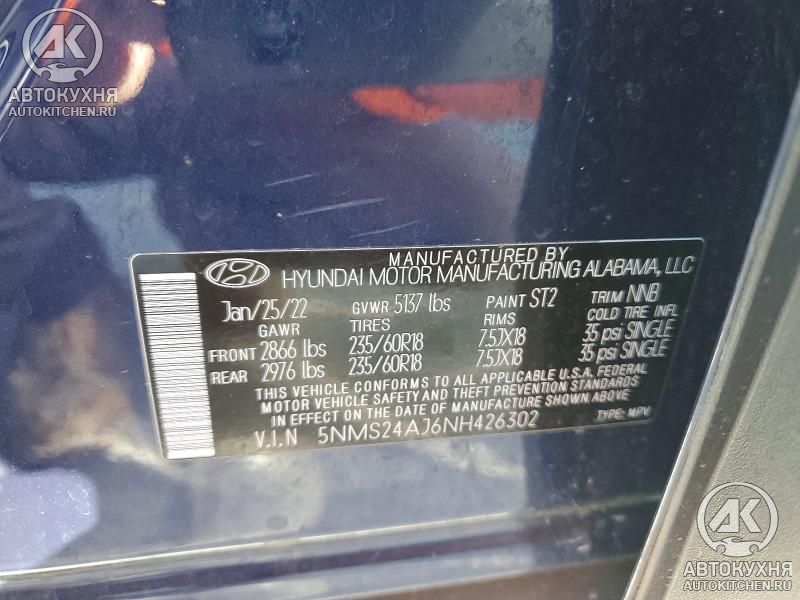 AK
АВТОКУХНЯ
AUTOKITCHEN.RU
MANUFACTURED BY
HYUNDAI MOTOR MANUFACTURING ALABAMA, LLC
Jan/25/22 GVWR 5137 lbs PAINT ST2 TRIM NNB
GAWR TIRES RIMS COLD TIRE INFL
FRONT 2866 lbs 235/60R18 7.5JX18 35 psi SINGLE
REAR 2976 lbs 235/60R18 7.5JX18 35 psi SINGLE
THIS VEHICLE CONFORMS TO ALL APPLICABLE U.S.A. FEDERAL
MOTOR VEHICLE SAFETY AND THEFT PREVENTION STANDARDS
IN EFFECT ON THE DATE OF MANUFACTURE SHOWN ABOVE.
V.I.N 5NMS24AJ6NH426302 TYPE: MPV
AK
АВТОКУХНЯ
AUTOKITCHEN.RU